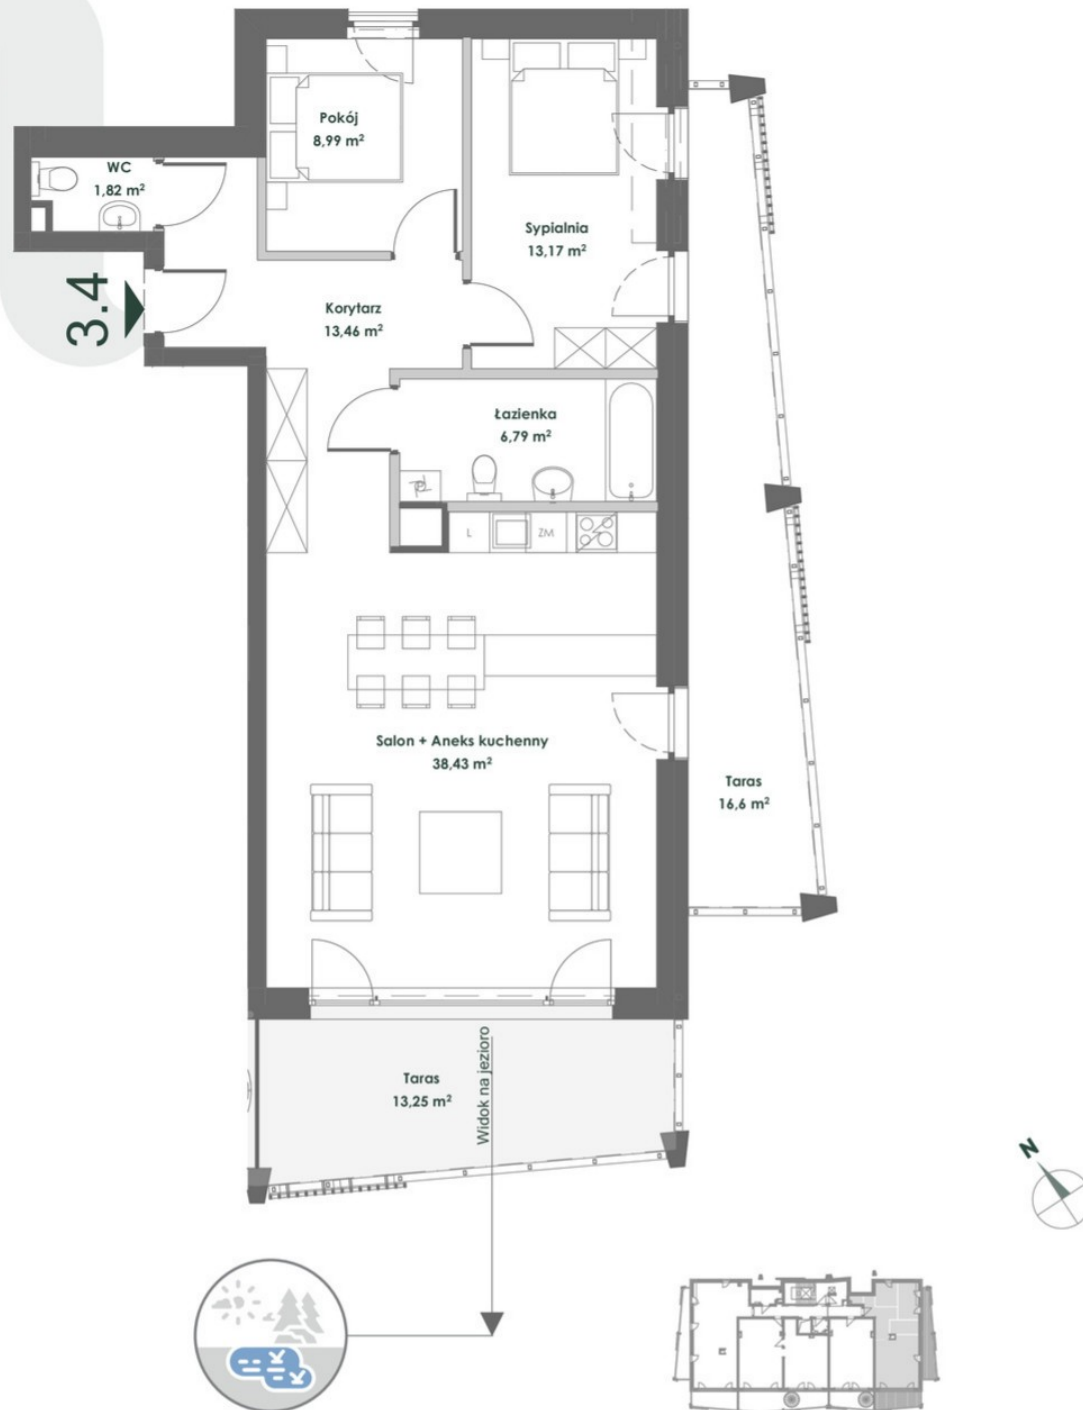 Pokój
8,99 m²
WC
1,82 m²
Sypialnia
13,17 m²
3.4
Korytarz
13,46 m²
Łazienka
6,79 m²
L
ZM
Salon + Aneks kuchenny
38,43 m²
Taras
16,6 m²
Taras
13,25 m²
Widok na jezioro
N